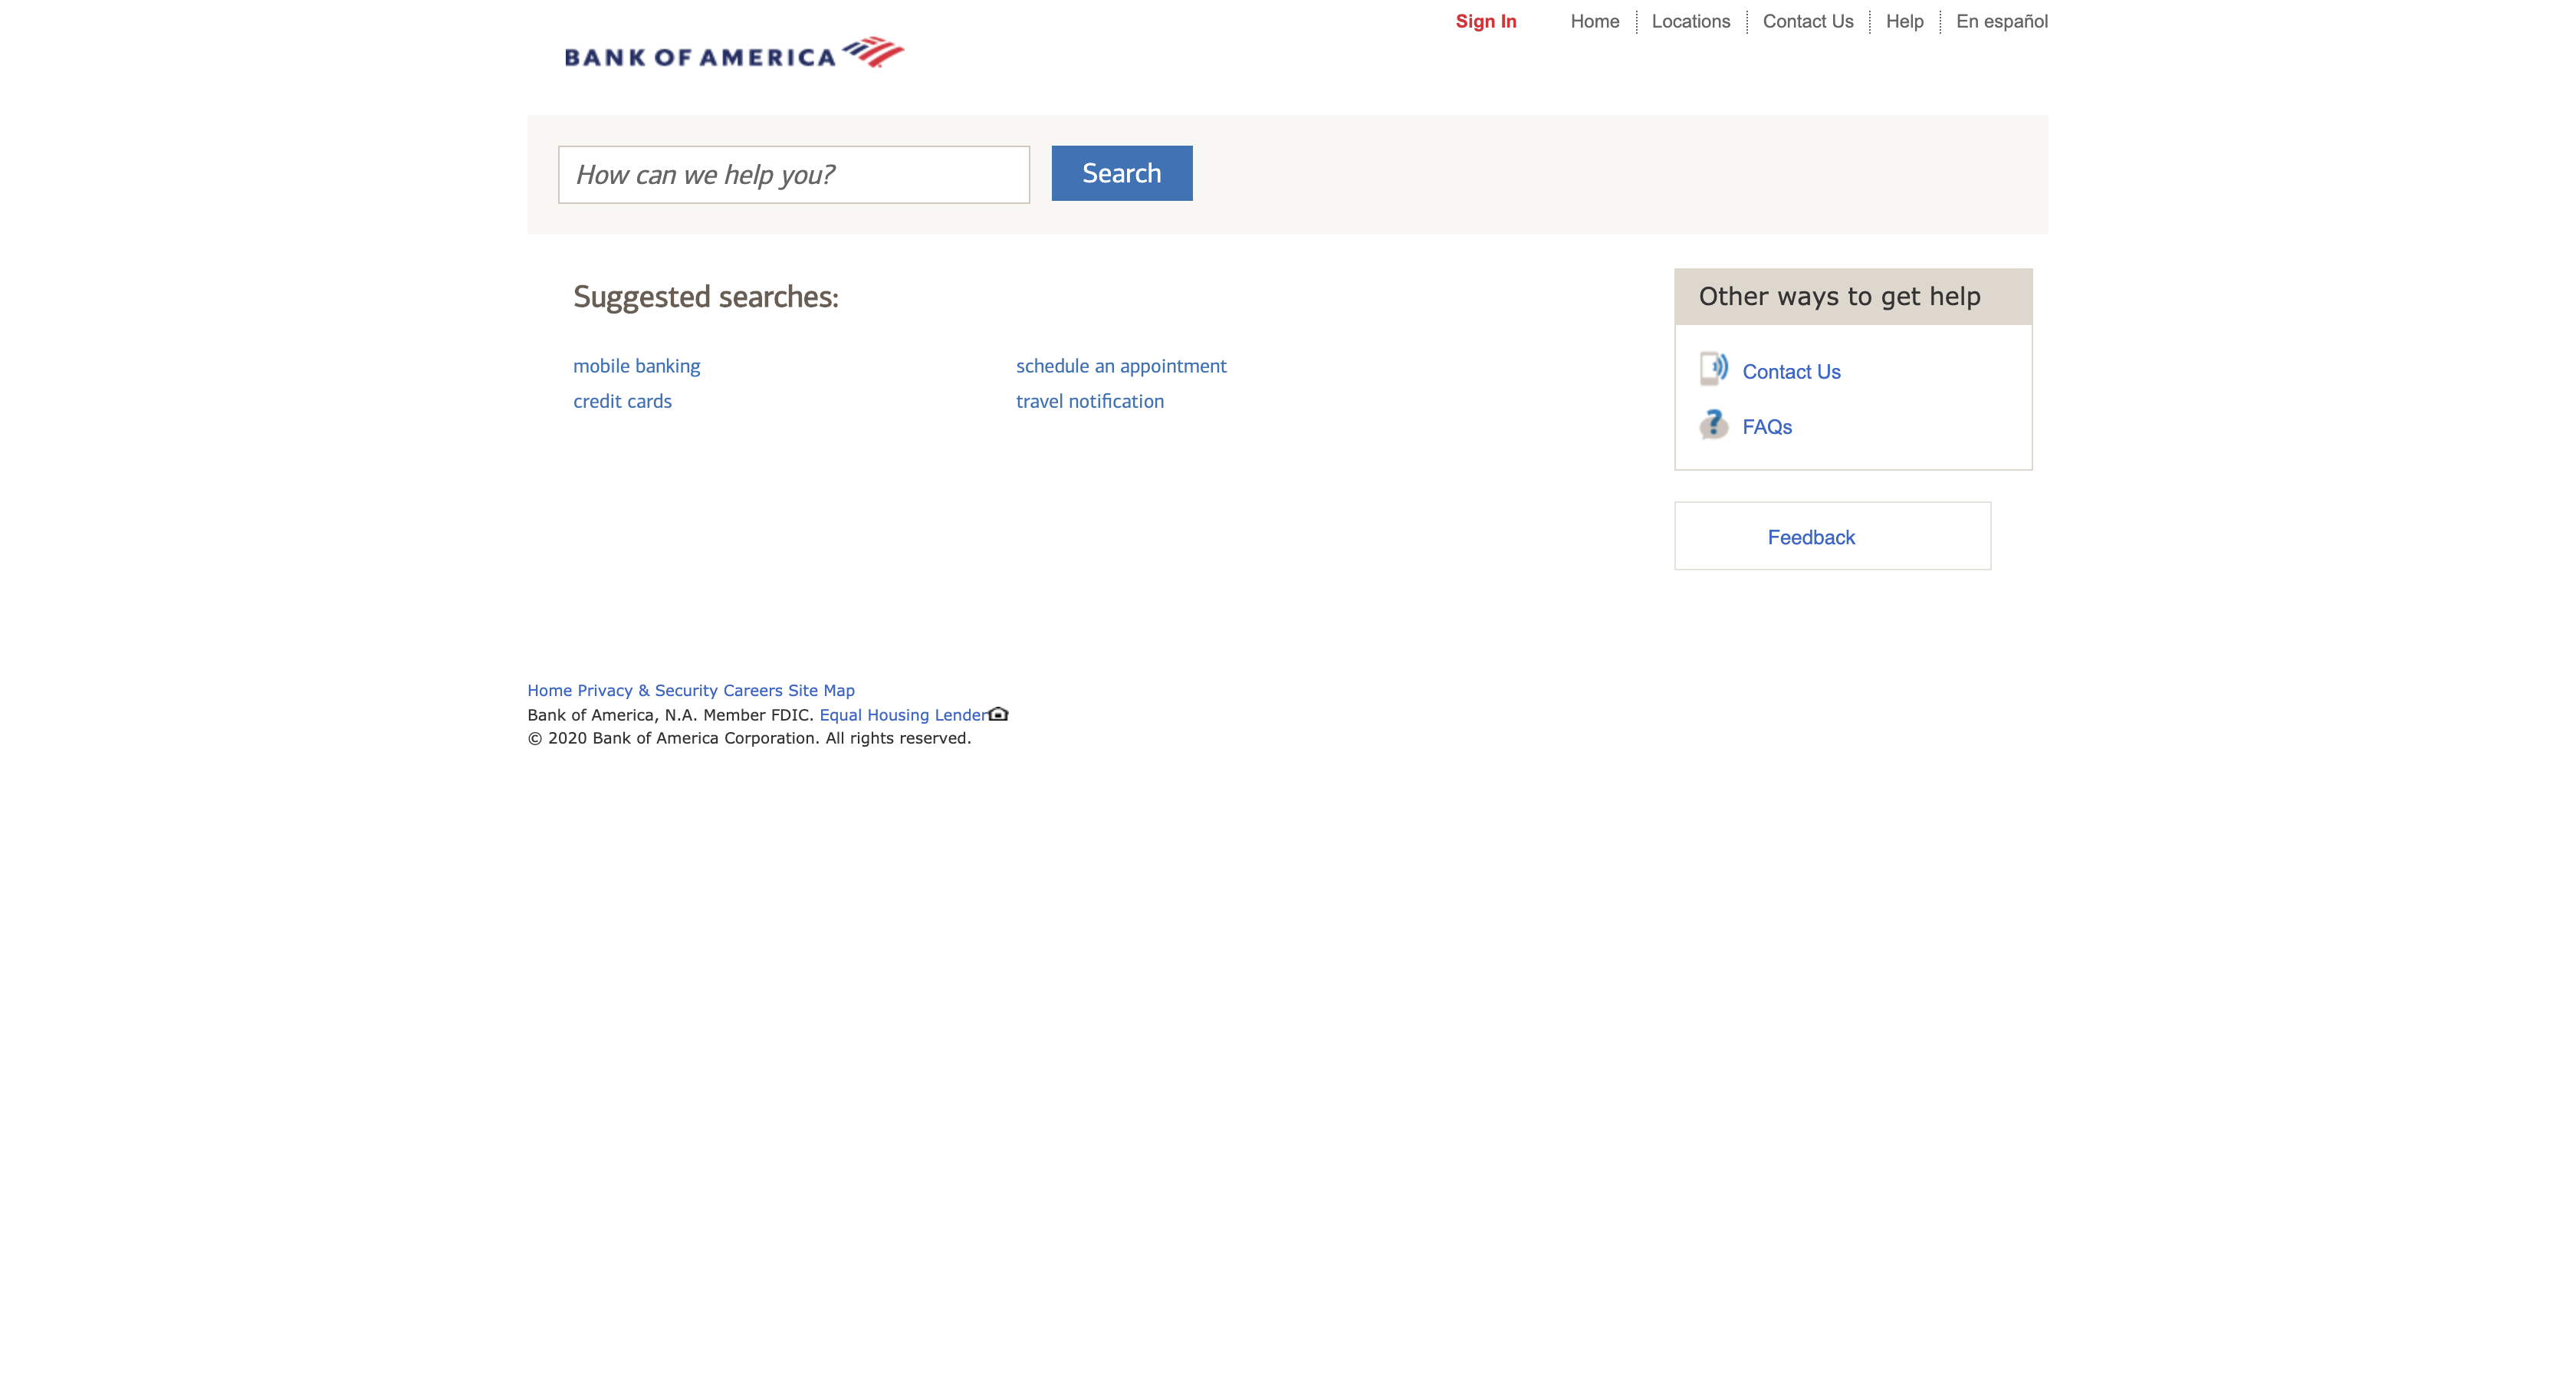 Sign In Home Locations Contact Us Help En español
BANK OF AMERICA
How can we help you? Search
Suggested searches:
mobile banking schedule an appointment
credit cards travel notification
Other ways to get help
Contact Us
FAQs
Feedback
Home Privacy & Security Careers Site Map
Bank of America, N.A. Member FDIC. Equal Housing Lender
© 2020 Bank of America Corporation. All rights reserved.